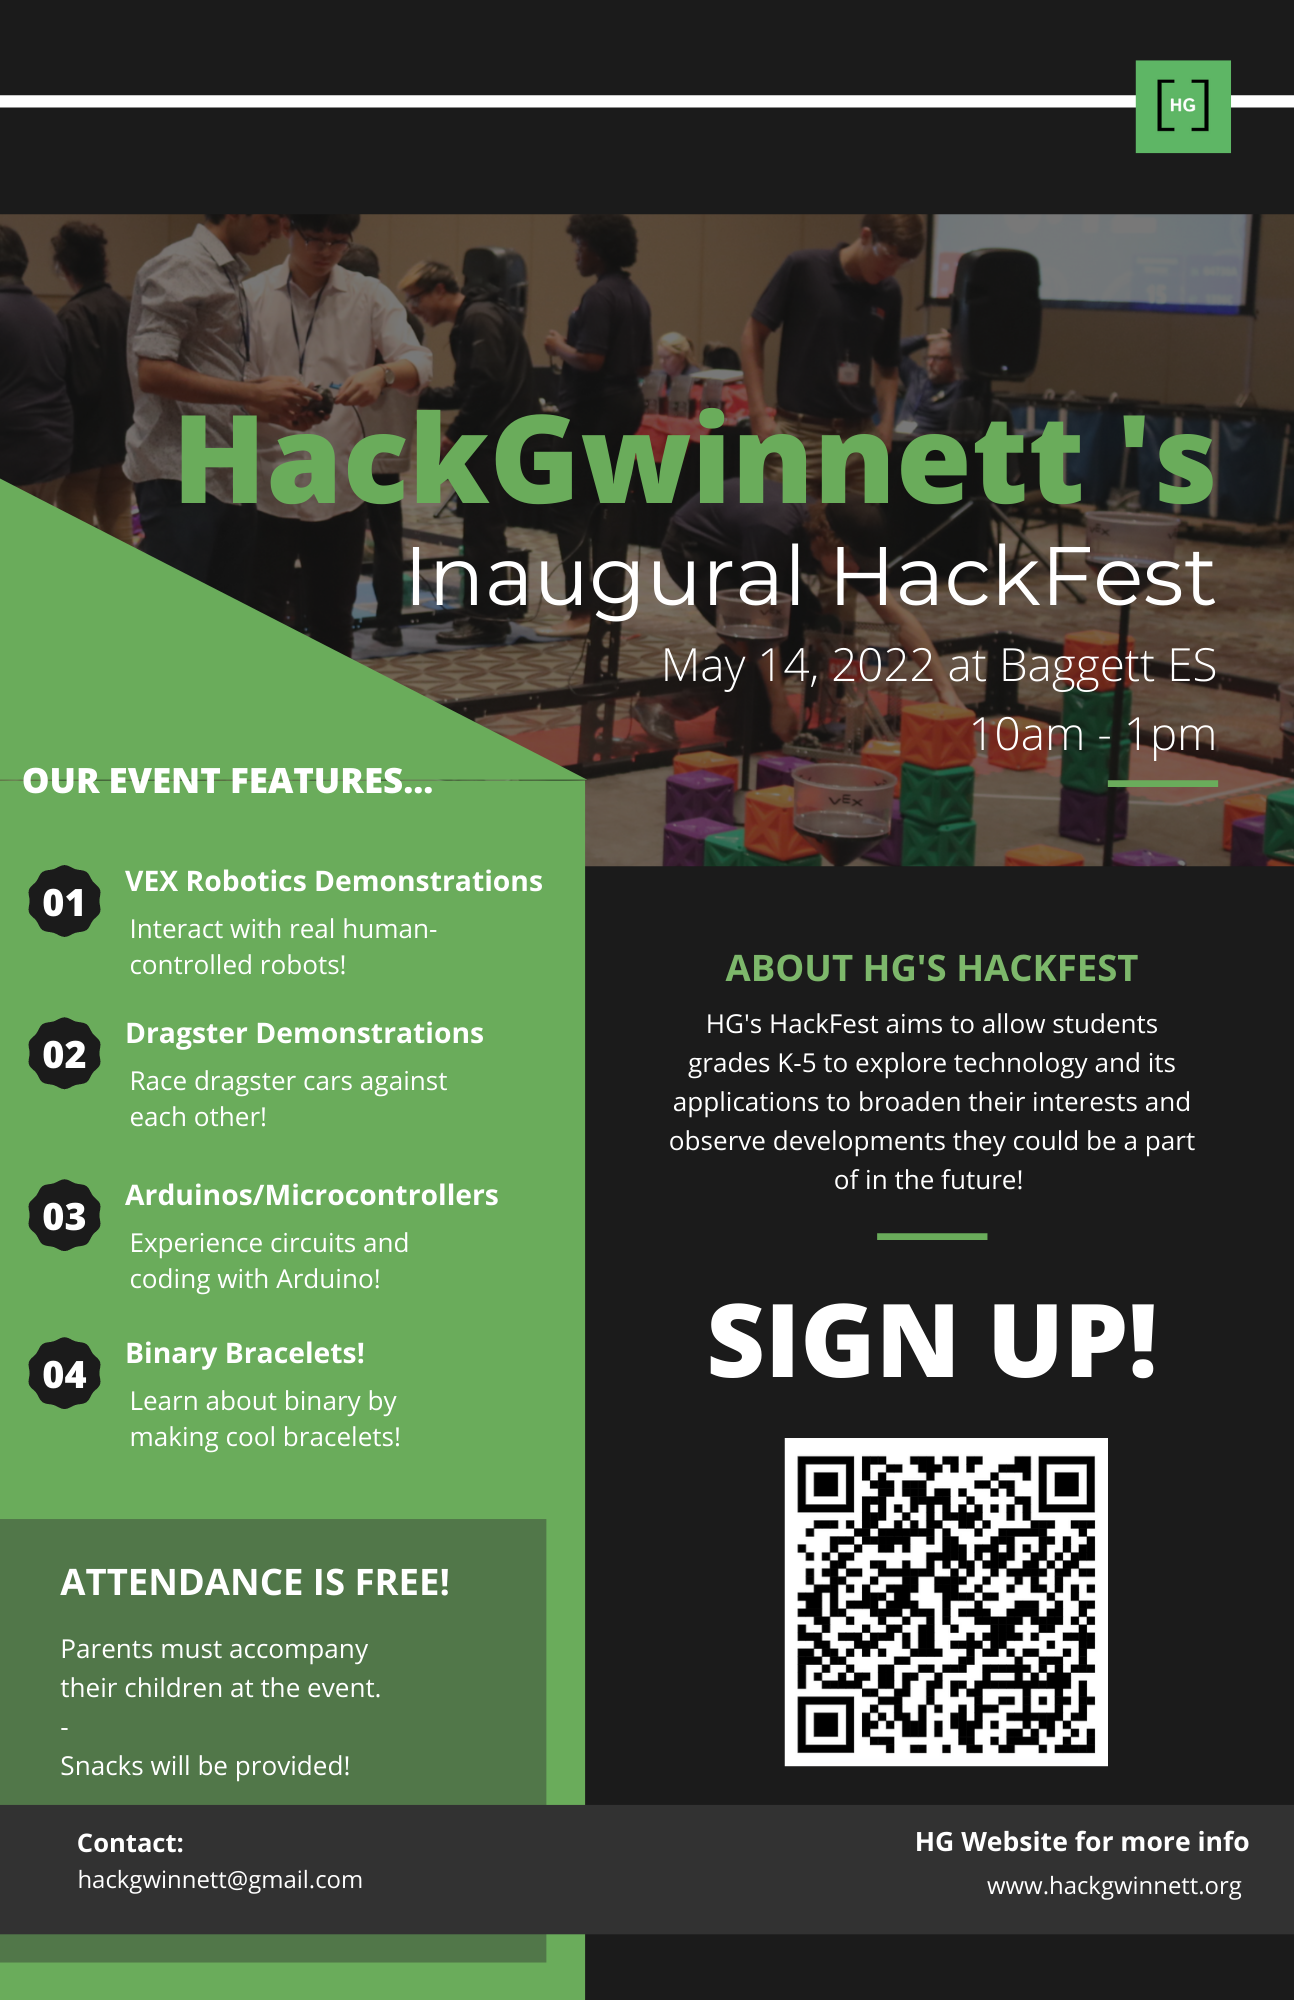 HG
HackGwinnett 's
Inaugural HackFest
May 14, 2022 at Baggett ES
10am - 1pm
OUR EVENT FEATURES...
01
VEX Robotics Demonstrations
Interact with real human-
controlled robots!
02
Dragster Demonstrations
Race dragster cars against
each other!
03
Arduinos/Microcontrollers
Experience circuits and
coding with Arduino!
04
Binary Bracelets!
Learn about binary by
making cool bracelets!
ATTENDANCE IS FREE!
Parents must accompany
their children at the event.
-
Snacks will be provided!
VEX
ABOUT HG'S HACKFEST
HG's HackFest aims to allow students
grades K-5 to explore technology and its
applications to broaden their interests and
observe developments they could be a part
of in the future!
SIGN UP!
Contact:
hackgwinnett@gmail.com
HG Website for more info
www.hackgwinnett.org